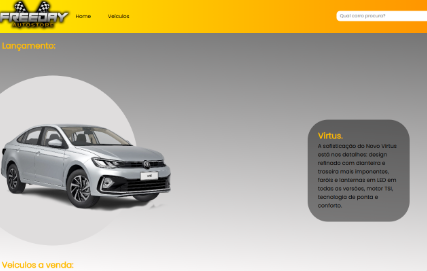 FREEDAY
Home
Veículos
Qual carro procura?
Lançamento:
Virtus.
A sofisticação do Novo Virtus
está nos detalhes: design
refinado com dianteira e
traseira mais imponentes,
faróis e lanternas em LED em
todas as versões, motor TSI,
tecnologia de ponta e
conforto.
Veículos a venda: